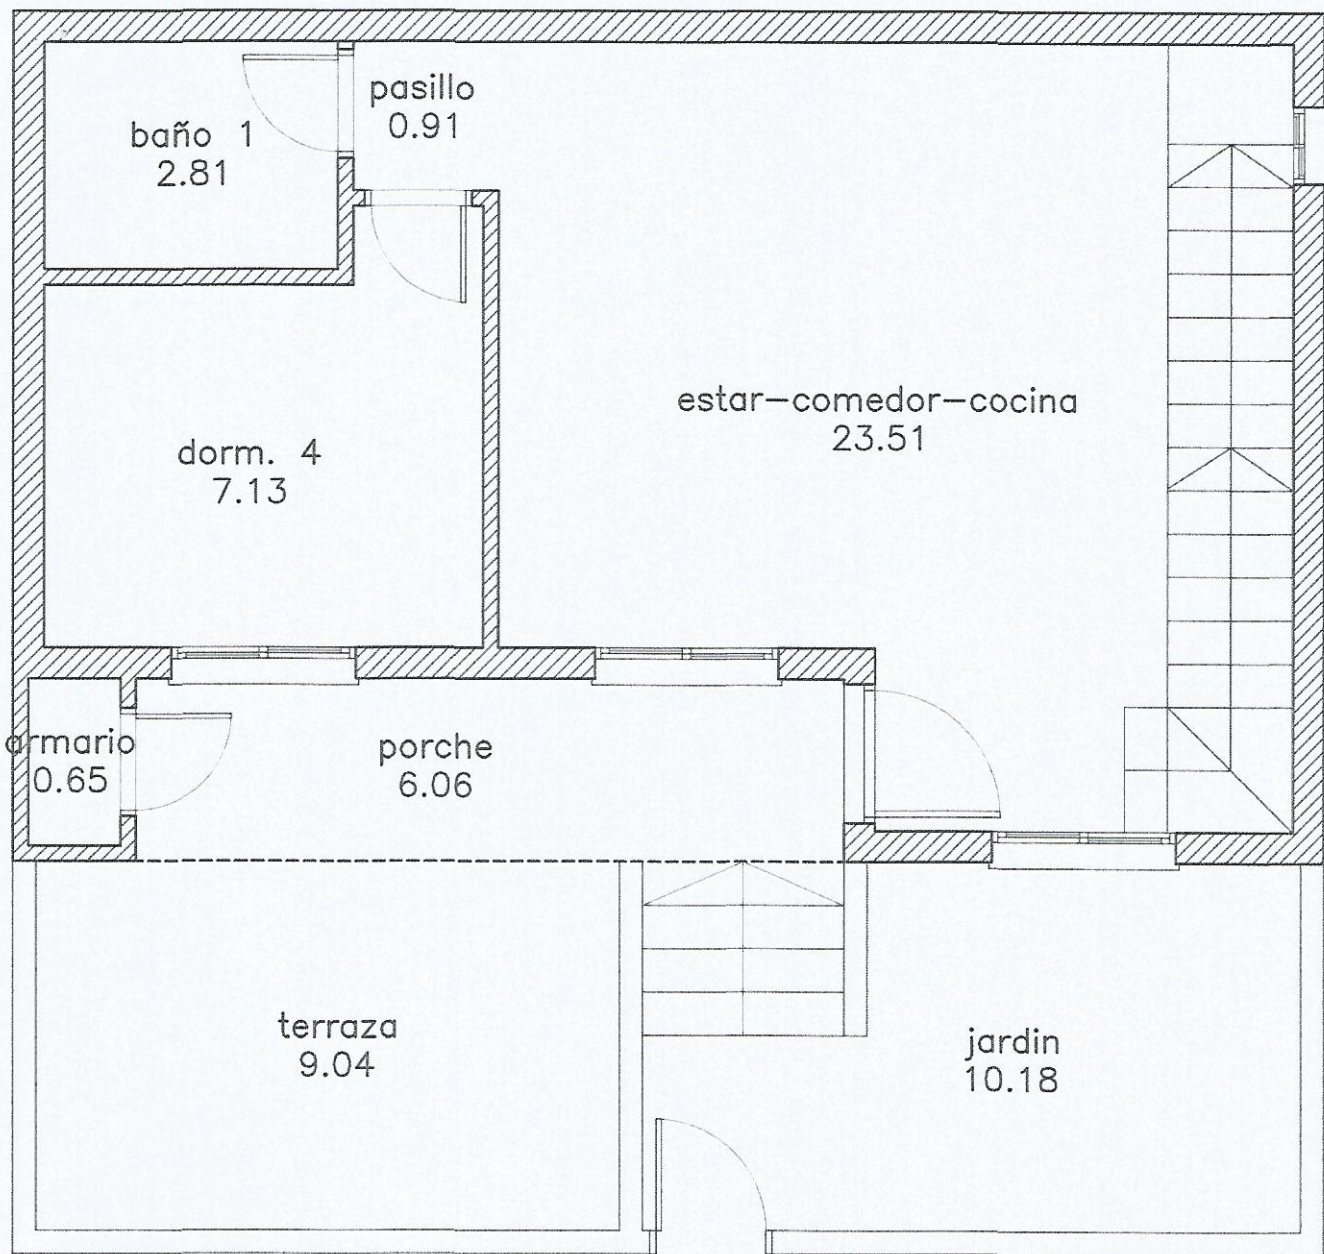 pasillo
0.91
baño 1
2.81
estar-comedor-cocina
23.51
dorm. 4
7.13
armario
0.65
porche
6.06
terraza
9.04
jardin
10.18